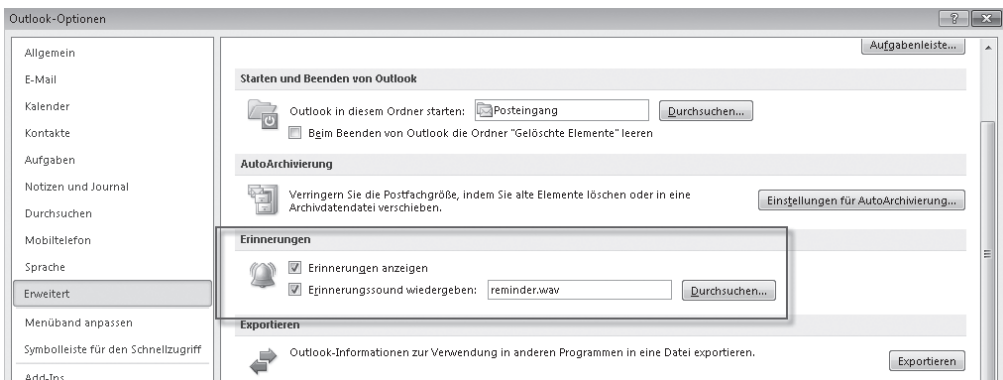 Outlook-Optionen
Allgemein
E-Mail
Kalender
Kontakte
Aufgaben
Notizen und Journal
Durchsuchen
Mobiltelefon
Sprache
Erweitert
Menüband anpassen
Symbolleiste für den Schnellzugriff
Add-Ins
Aufgabenleiste...
Starten und Beenden von Outlook
Outlook in diesem Ordner starten: Posteingang Durchsuchen...
Beim Beenden von Outlook die Ordner "Gelöschte Elemente" leeren
AutoArchivierung
Verringern Sie die Postfachgröße, indem Sie alte Elemente löschen oder in eine
Archivdatendatei verschieben.
Einstellungen für AutoArchivierung...
Erinnerungen
Erinnerungen anzeigen
Erinnerungssound wiedergeben: reminder.wav Durchsuchen...
Exportieren
Outlook-Informationen zur Verwendung in anderen Programmen in eine Datei exportieren.
Exportieren